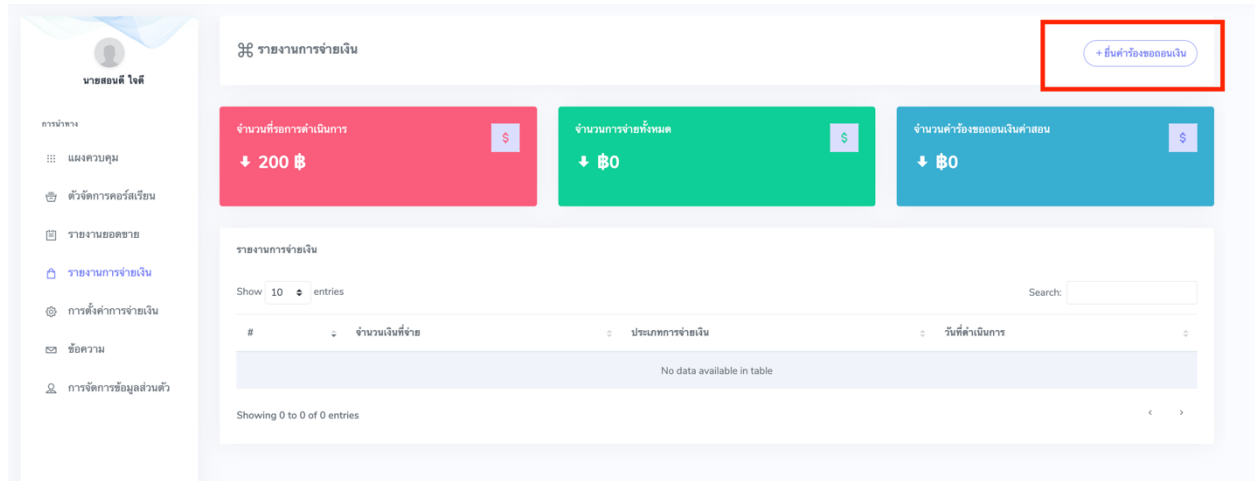 นายสอนดี ใจดี
การนำทาง
แผงควบคุม
ตัวจัดการคอร์สเรียน
รายงานยอดขาย
รายงานการจ่ายเงิน
การตั้งค่าการจ่ายเงิน
ข้อความ
การจัดการข้อมูลส่วนตัว
รายงานการจ่ายเงิน
+ ยื่นคำร้องขอถอนเงิน
จำนวนที่รอการดำเนินการ
200 ฿
จำนวนการจ่ายทั้งหมด
฿0
จำนวนคำร้องขอถอนเงินค่าสอน
฿0
รายงานการจ่ายเงิน
Show 10 entries
Search:
# จำนวนเงินที่จ่าย ประเภทการจ่ายเงิน วันที่ดำเนินการ
No data available in table
Showing 0 to 0 of 0 entries